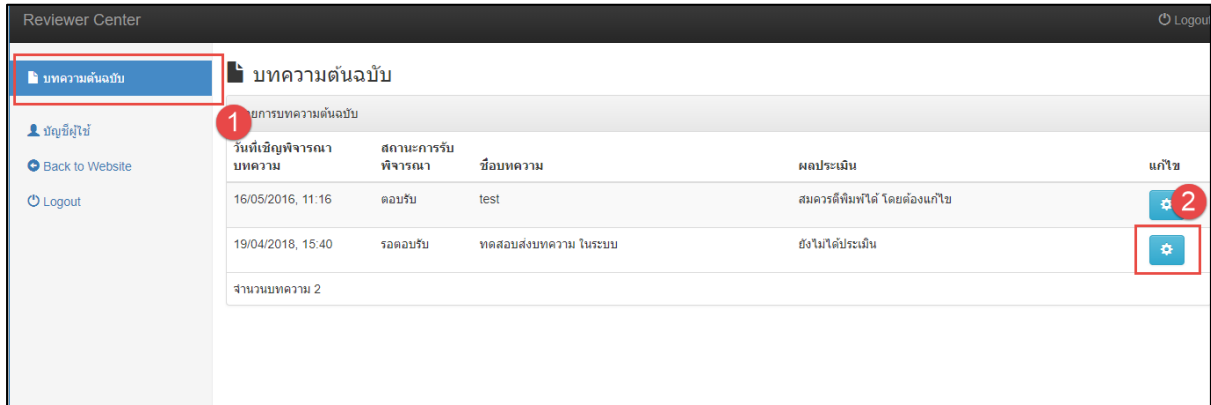 Reviewer Center
Logout
บทความต้นฉบับ
บัญชีผู้ใช้
Back to Website
Logout
บทความต้นฉบับ
1
ยการบทความต้นฉบับ
วันที่เชิญพิจารณา บทความ
สถานะการรับ พิจารณา
ชื่อบทความ
ผลประเมิน
แก้ไข
16/05/2016, 11:16 ตอบรับ test สมควรตีพิมพ์ได้ โดยต้องแก้ไข
2
19/04/2018, 15:40 รอตอบรับ ทดสอบส่งบทความ ในระบบ ยังไม่ได้ประเมิน
จำนวนบทความ 2